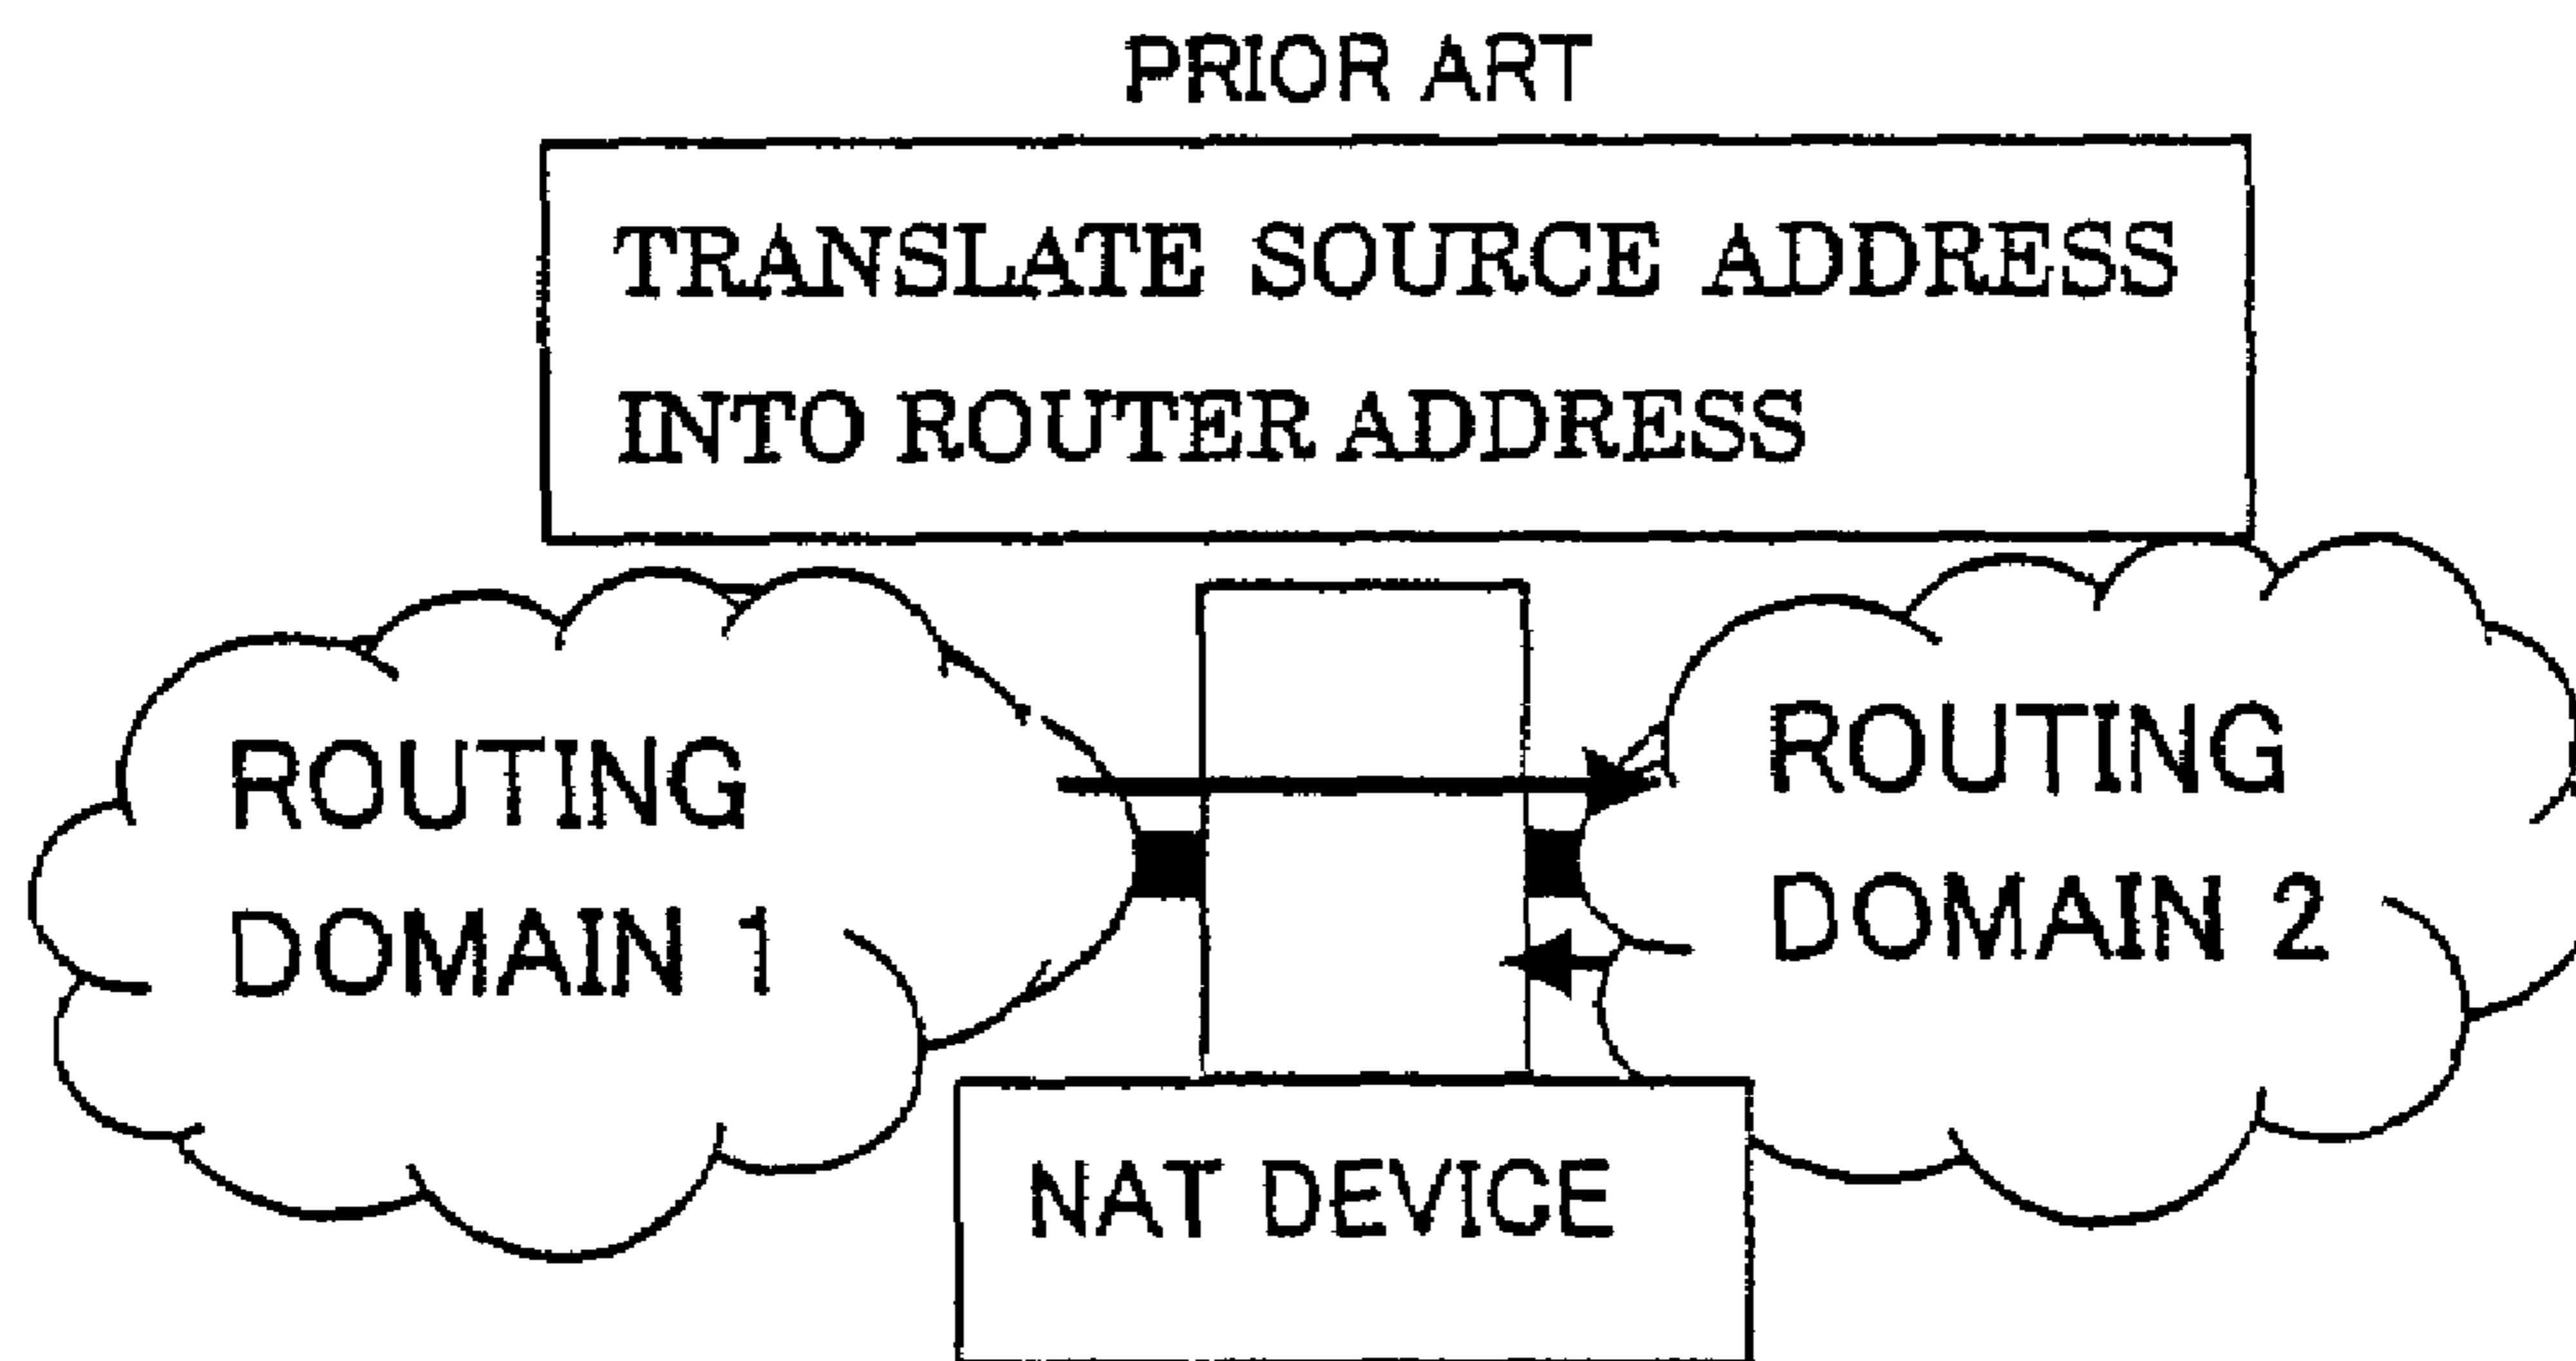 PRIOR ART
TRANSLATE SOURCE ADDRESS
INTO ROUTER ADDRESS
ROUTING
DOMAIN 1
ROUTING
DOMAIN 2
NAT DEVICE